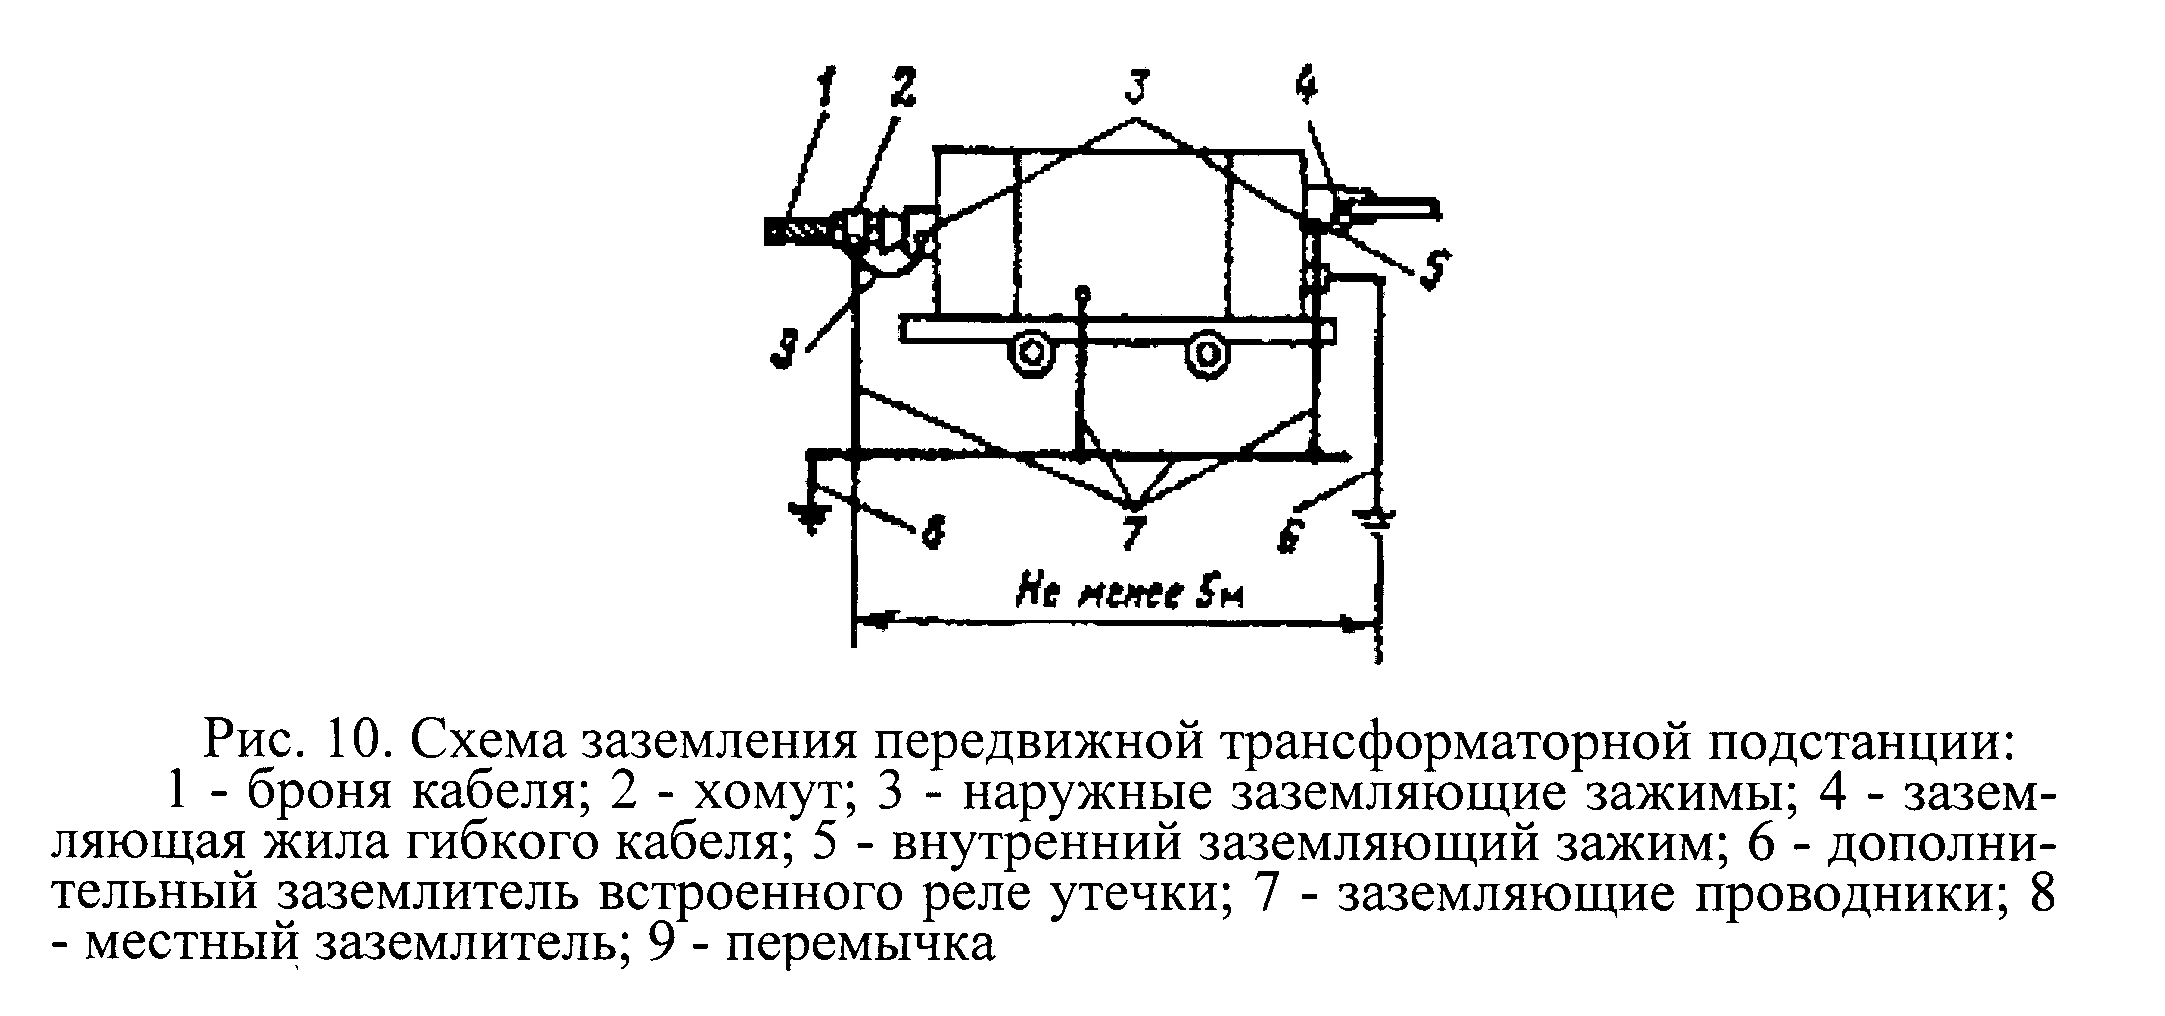 1 2 3 4
5
9
8 7 6
Не менее 5м
Рис. 10. Схема заземления передвижной трансформаторной подстанции:
1 - броня кабеля; 2 - хомут; 3 - наружные заземляющие зажимы; 4 - зазем-
ляющая жила гибкого кабеля; 5 - внутренний заземляющий зажим; 6 - дополни-
тельный заземлитель встроенного реле утечки; 7 - заземляющие проводники; 8
- местный заземлитель; 9 - перемычка